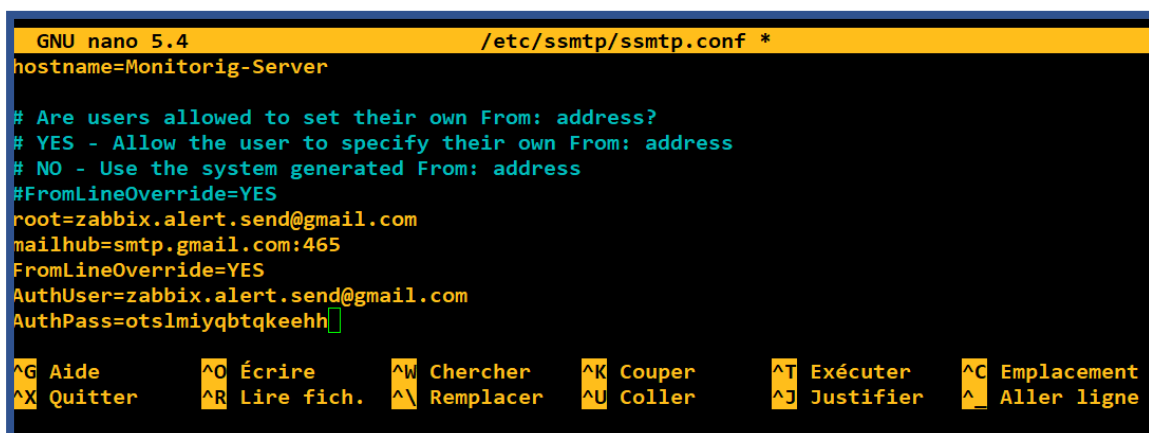 GNU nano 5.4 /etc/ssmtp/ssmtp.conf *
hostname=Monitorig-Server
# Are users allowed to set their own From: address?
# YES - Allow the user to specify their own From: address
# NO - Use the system generated From: address
#FromLineOverride=YES
root=zabbix.alert.send@gmail.com
mailhub=smtp.gmail.com:465
FromLineOverride=YES
AuthUser=zabbix.alert.send@gmail.com
AuthPass=otslmiyqbtqkeehh
^G Aide ^O Écrire ^W Chercher ^K Couper ^T Exécuter ^C Emplacement
^X Quitter ^R Lire fich. ^\ Remplacer ^U Coller ^J Justifier ^_ Aller ligne